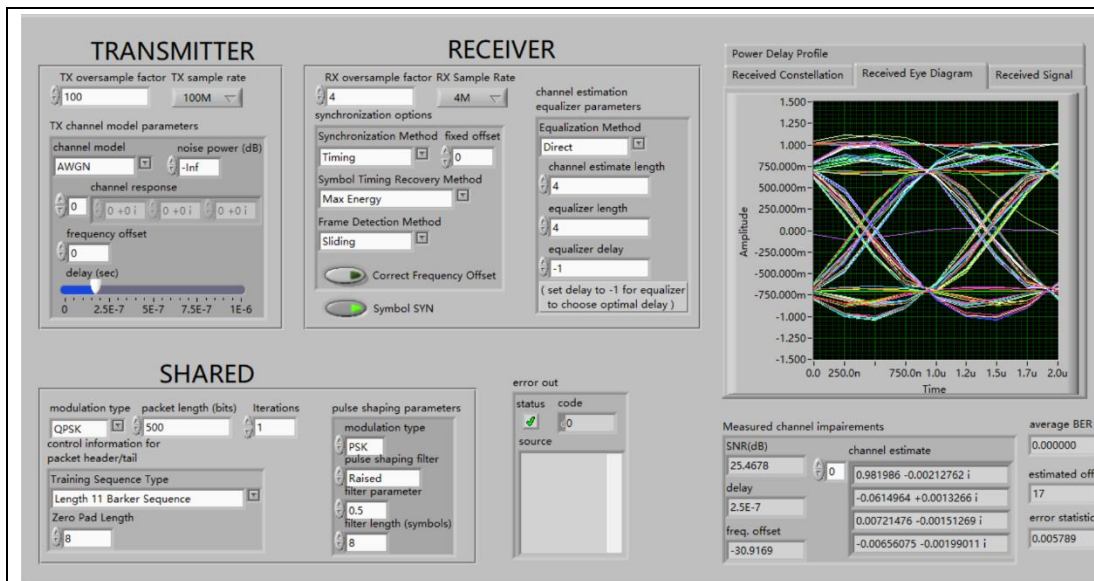 TRANSMITTER
TX oversample factor TX sample rate
100 100M
TX channel model parameters
channel model noise power (dB)
AWGN -Inf
channel response
0 0 +0 i 0 +0 i 0 +0 i
frequency offset
0
delay (sec)
0 2.5E-7 5E-7 7.5E-7 1E-6
RECEIVER
RX oversample factor RX Sample Rate
4 4M
synchronization options
Synchronization Method fixed offset
Timing 0
Symbol Timing Recovery Method
Max Energy
Frame Detection Method
Sliding
Correct Frequency Offset
Symbol SYN
channel estimation
equalizer parameters
Equalization Method
Direct
channel estimate length
4
equalizer length
4
equalizer delay
-1
( set delay to -1 for equalizer
to choose optimal delay )
Power Delay Profile
Received Constellation Received Eye Diagram Received Signal
1.500
1.250
1.000
750.000m
500.000m
250.000m
0.000
-250.000m
-500.000m
-750.000m
-1.000
-1.250
-1.500
Amplitude
0.0 250.0n 750.0n 1.0u 1.2u 1.5u 1.7u 2.0u
Time
SHARED
modulation type packet length (bits) Iterations
QPSK 500 1
control information for
packet header/tail
Training Sequence Type
Length 11 Barker Sequence
Zero Pad Length
8
pulse shaping parameters
modulation type
PSK
pulse shaping filter
Raised
filter parameter
0.5
filter length (symbols)
8
error out
status code
0
source
Measured channel impairements
SNR(dB)
25.4678
delay
2.5E-7
freq. offset
-30.9169
channel estimate
0 0.981986 -0.00212762 i
-0.0614964 +0.0013266 i
0.00721476 -0.00151269 i
-0.00656075 -0.00199011 i
average BER
0.000000
estimated off
17
error statistic
0.005789